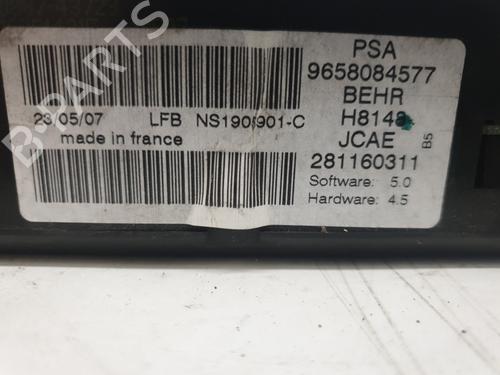 PSA
9658084577
BEHR
H8148
JCAE
B5
281160311
Software: 5.0
Hardware: 4.5
23/05/07 LFB NS190901-C
made in france
B-PARTS